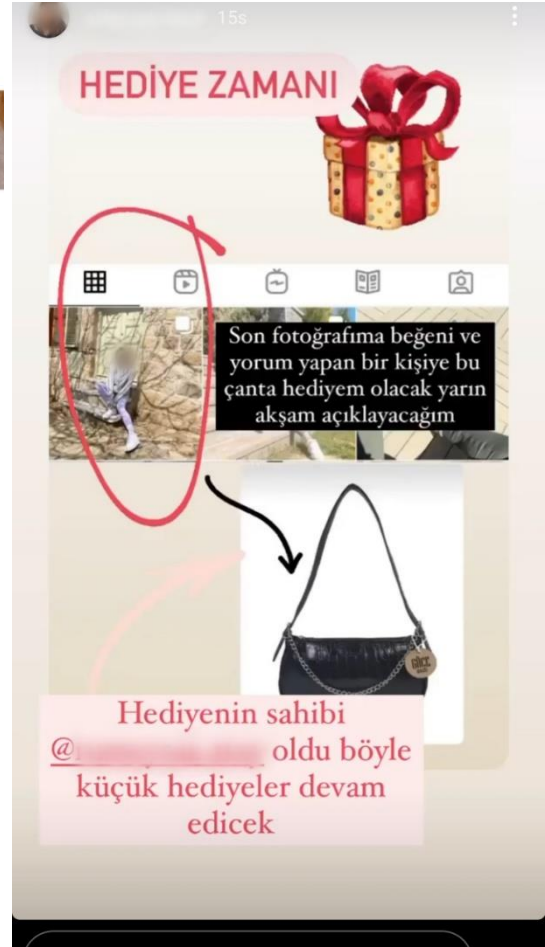 15s
HEDİYE ZAMANI
Son fotoğrafıma beğeni ve
yorum yapan bir kişiye bu
çanta hediyem olacak yarın
akşam açıklayacağım
Hediyenin sahibi
@ oldu böyle
küçük hediyeler devam
edicek